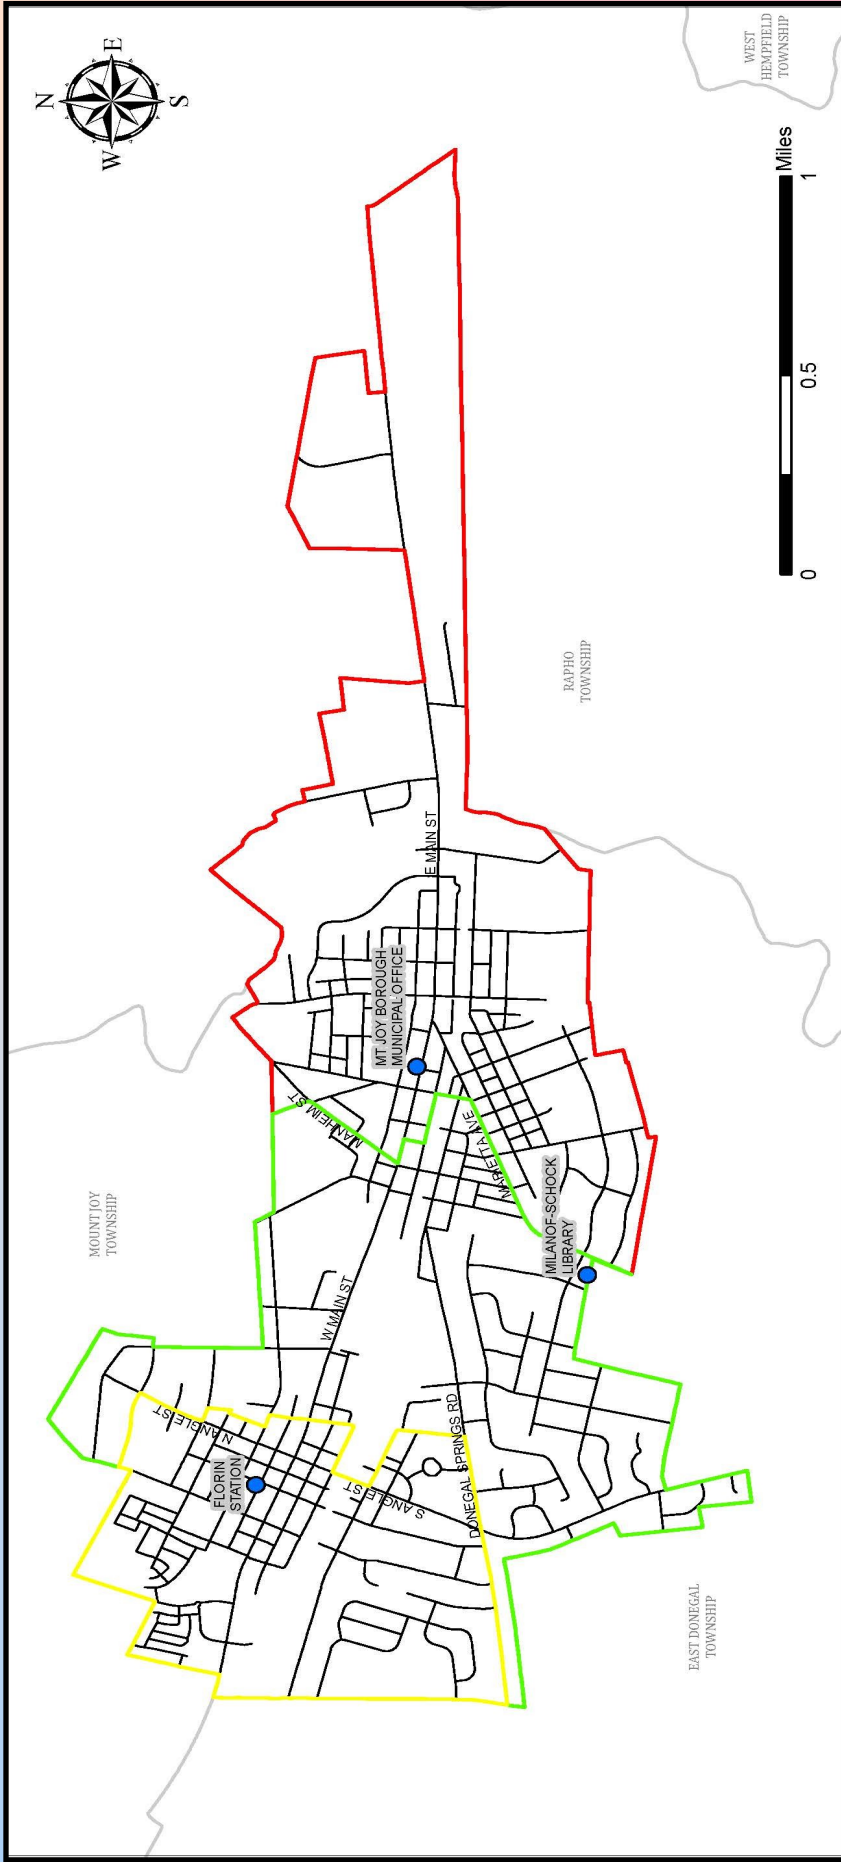 N
E
W
S
WEST
HEMPFIELD
TOWNSHIP
Miles
0
0.5
1
RAPHO
TOWNSHIP
E MAIN ST
MT JOY BOROUGH
MUNICIPAL OFFICE
MANHEIM ST
MARIETTA AVE
MILANOF-SCHOCK
LIBRARY
MOUNT JOY
TOWNSHIP
W MAIN ST
N ANGLE ST
FLORIN
STATION
S ANGLE ST
DONEGAL SPRINGS RD
EAST DONEGAL
TOWNSHIP